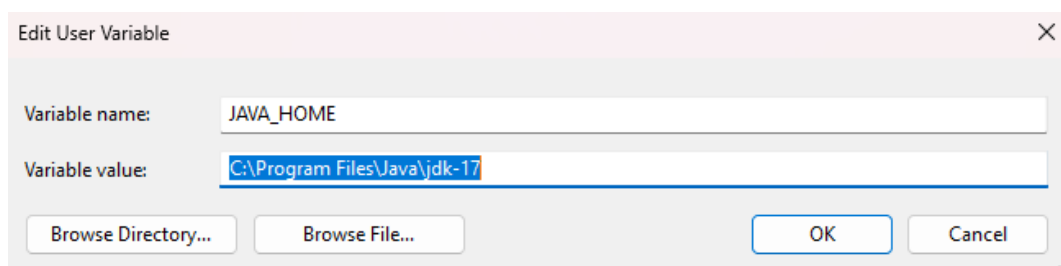 Edit User Variable
Variable name: JAVA_HOME
Variable value: C:\Program Files\Java\jdk-17
Browse Directory... Browse File... OK Cancel